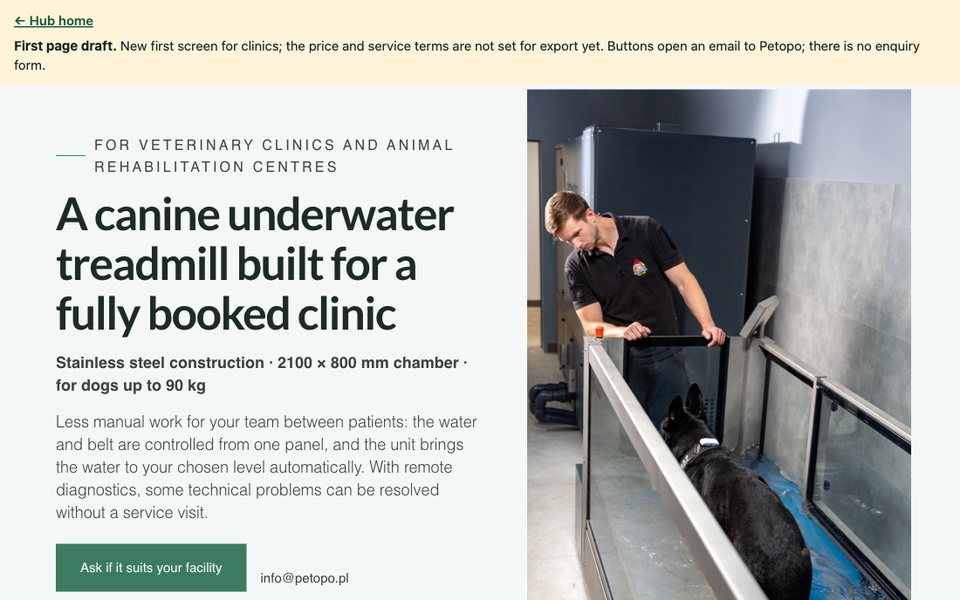 ← Hub home
First page draft. New first screen for clinics; the price and service terms are not set for export yet. Buttons open an email to Petopo; there is no enquiry
form.
FOR VETERINARY CLINICS AND ANIMAL
REHABILITATION CENTRES
A canine underwater
treadmill built for a
fully booked clinic
Stainless steel construction · 2100 × 800 mm chamber ·
for dogs up to 90 kg
Less manual work for your team between patients: the water
and belt are controlled from one panel, and the unit brings
the water to your chosen level automatically. With remote
diagnostics, some technical problems can be resolved
without a service visit.
Ask if it suits your facility
info@petopo.pl